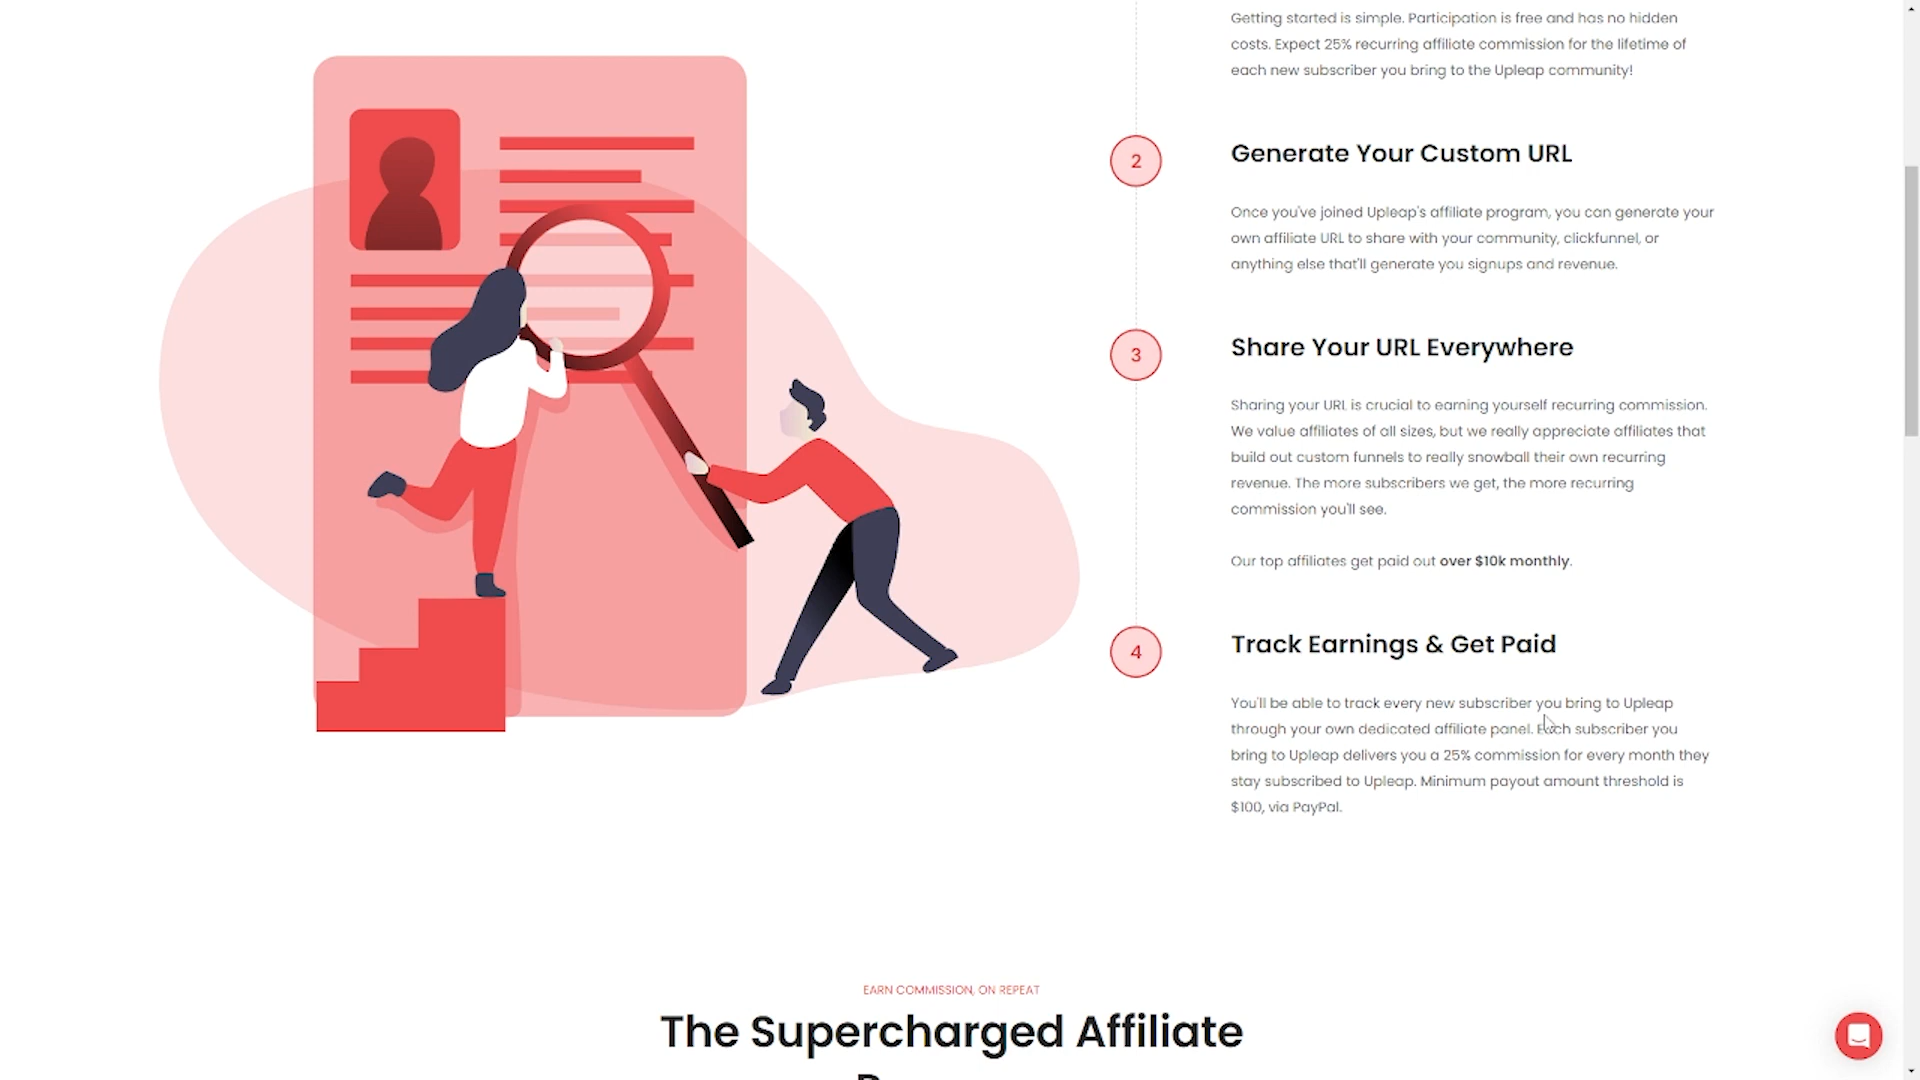 Getting started is simple. Participation is free and has no hidden
costs. Expect 25% recurring affiliate commission for the lifetime of
each new subscriber you bring to the Upleap community!
2
Generate Your Custom URL
Once you've joined Upleap's affiliate program, you can generate your
own affiliate URL to share with your community, clickfunnel, or
anything else that'll generate you signups and revenue.
3
Share Your URL Everywhere
Sharing your URL is crucial to earning yourself recurring commission.
We value affiliates of all sizes, but we really appreciate affiliates that
build out custom funnels to really snowball their own recurring
revenue. The more subscribers we get, the more recurring
commission you'll see.
Our top affiliates get paid out over $10k monthly.
4
Track Earnings & Get Paid
You'll be able to track every new subscriber you bring to Upleap
through your own dedicated affiliate panel. Each subscriber you
bring to Upleap delivers you a 25% commission for every month they
stay subscribed to Upleap. Minimum payout amount threshold is
$100, via PayPal.
EARN COMMISSION, ON REPEAT
The Supercharged Affiliate